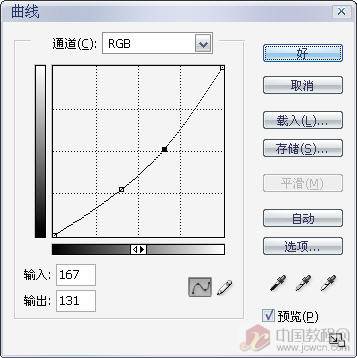 曲线
通道(C): RGB
好
取消
载入(L)...
存储(S)...
平滑(M)
自动
选项...
输入: 167
输出: 131
预览(P)
中国教程网
www.jcwcn.com